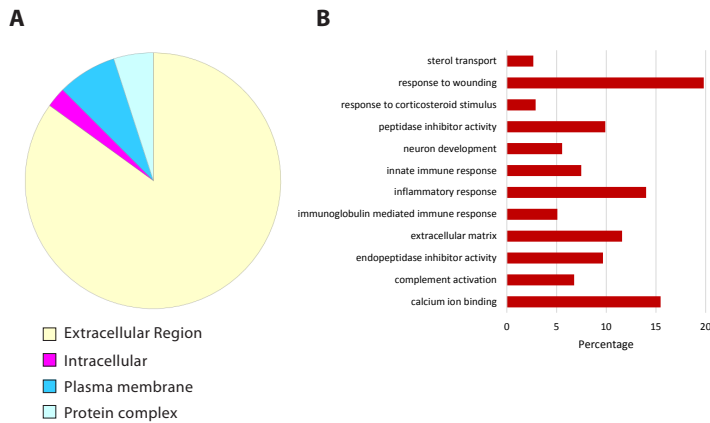 A
Extracellular Region
Intracellular
Plasma membrane
Protein complex
B
sterol transport
response to wounding
response to corticosteroid stimulus
peptidase inhibitor activity
neuron development
innate immune response
inflammatory response
immunoglobulin mediated immune response
extracellular matrix
endopeptidase inhibitor activity
complement activation
calcium ion binding
0 5 10 15 20
Percentage